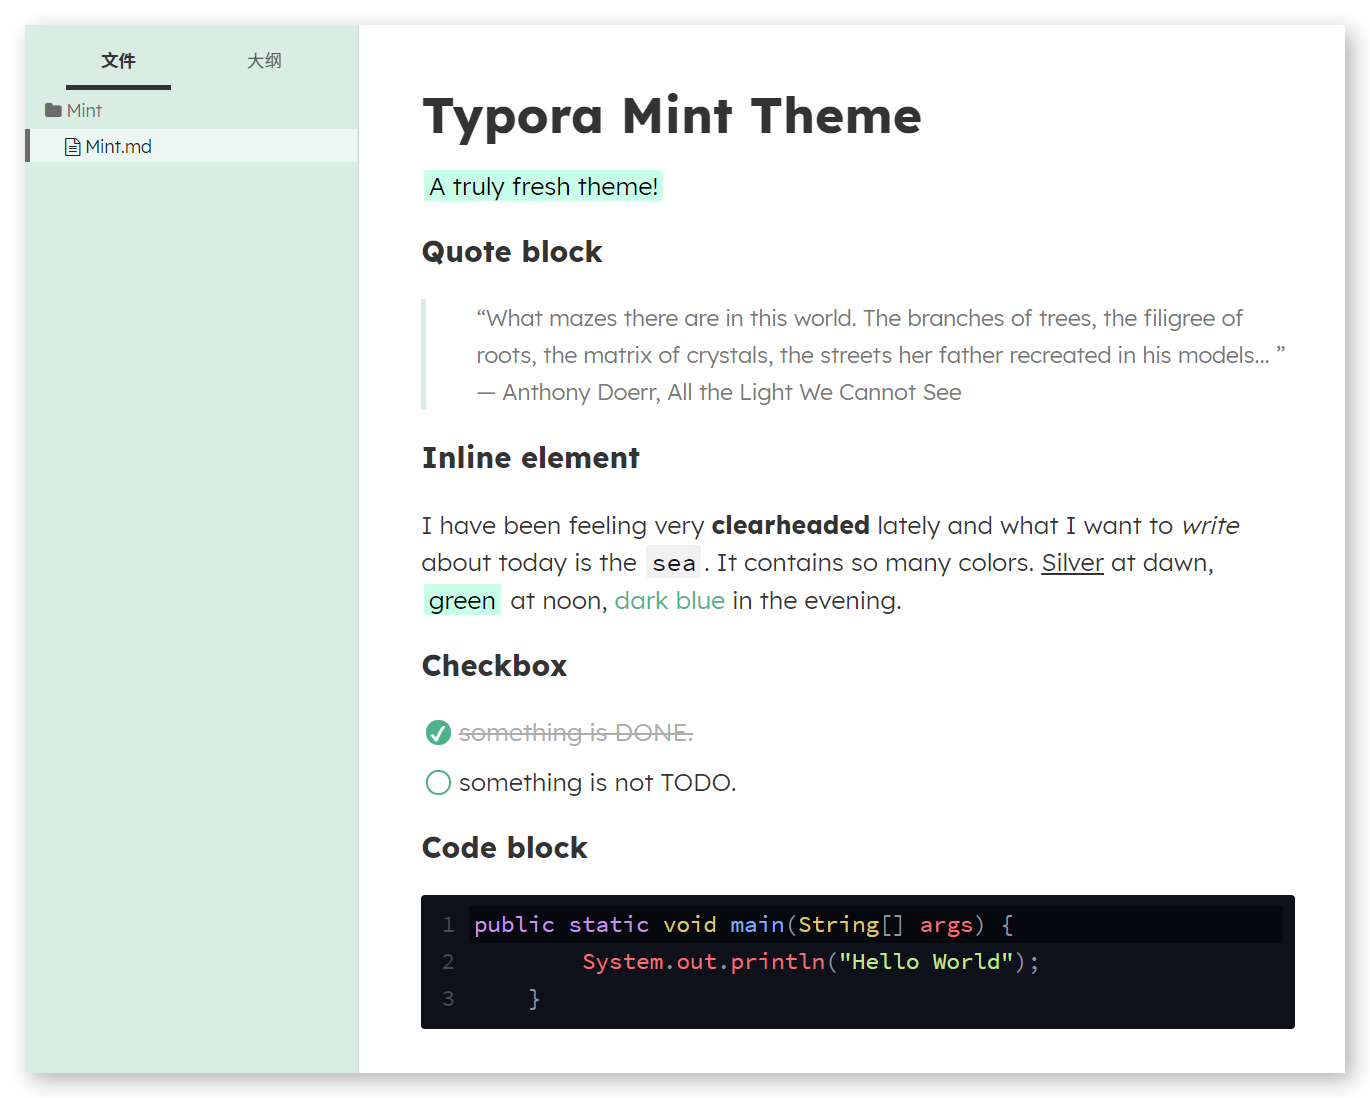 文件 大纲
Mint
Mint.md
Typora Mint Theme
A truly fresh theme!
Quote block
“What mazes there are in this world. The branches of trees, the filigree of
roots, the matrix of crystals, the streets her father recreated in his models... ”
— Anthony Doerr, All the Light We Cannot See
Inline element
I have been feeling very clearheaded lately and what I want to write
about today is the sea. It contains so many colors. Silver at dawn,
green at noon, dark blue in the evening.
Checkbox
something is DONE.
something is not TODO.
Code block
1 public static void main(String[] args) {
2         System.out.println("Hello World");
3     }